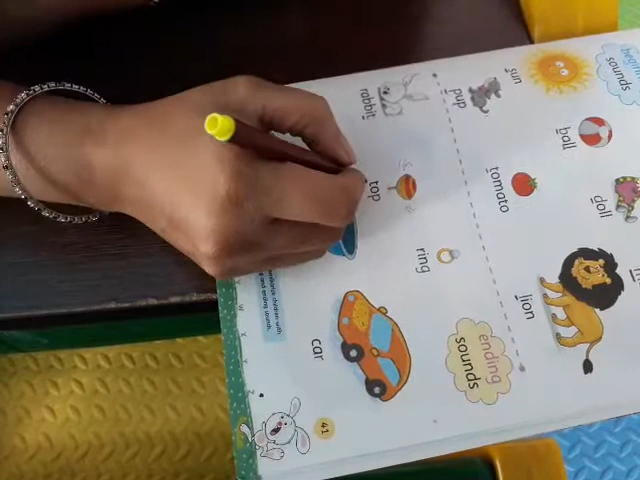 beginning
sounds
sun
ball
doll
pup
tomato
lion
ending
sounds
rabbit
top
ring
car
41